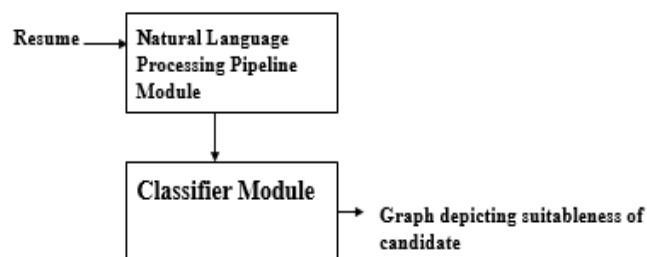 Resume
Natural Language
Processing Pipeline
Module
Classifier Module
Graph depicting suitableness of
candidate